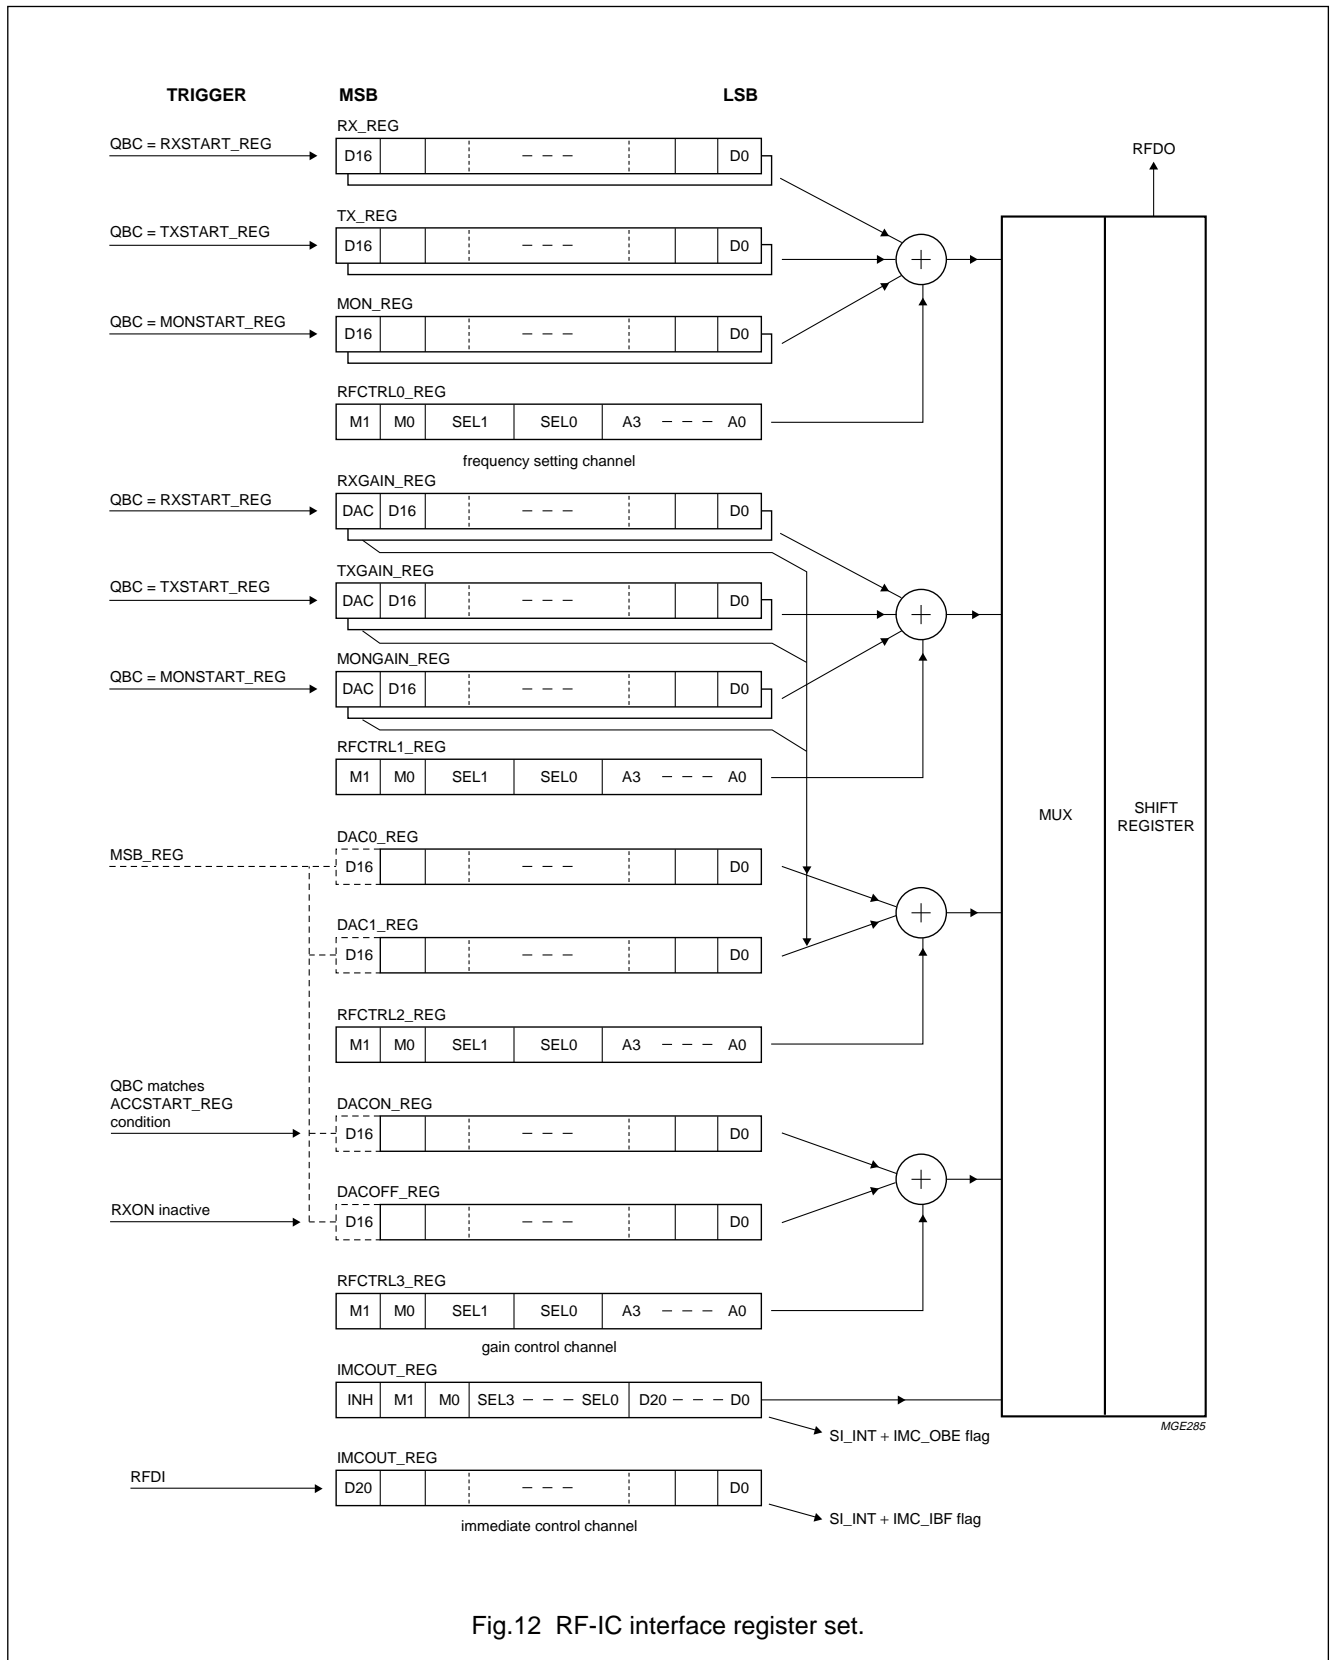 TRIGGER MSB LSB
RX_REG
QBC = RXSTART_REG D16 – – – D0
RFDO
TX_REG
QBC = TXSTART_REG D16 – – – D0
+
MON_REG
QBC = MONSTART_REG D16 – – – D0
RFCTRL0_REG
M1 M0 SEL1 SEL0 A3 – – – A0
frequency setting channel
RXGAIN_REG
QBC = RXSTART_REG DAC D16 – – – D0
TXGAIN_REG
QBC = TXSTART_REG DAC D16 – – – D0
+
MONGAIN_REG
QBC = MONSTART_REG DAC D16 – – – D0
RFCTRL1_REG
M1 M0 SEL1 SEL0 A3 – – – A0
MUX
SHIFT
REGISTER
DAC0_REG
MSB_REG D16 – – – D0
+
DAC1_REG
D16 – – – D0
RFCTRL2_REG
M1 M0 SEL1 SEL0 A3 – – – A0
QBC matches
ACCSTART_REG
condition
DACON_REG
D16 – – – D0
+
DACOFF_REG
RXON inactive D16 – – – D0
RFCTRL3_REG
M1 M0 SEL1 SEL0 A3 – – – A0
gain control channel
IMCOUT_REG
INH M1 M0 SEL3 – – – SEL0 D20 – – – D0
MGE285
SI_INT + IMC_OBE flag
IMCOUT_REG
RFDI D20 – – – D0
SI_INT + IMC_IBF flag
immediate control channel
Fig.12 RF-IC interface register set.